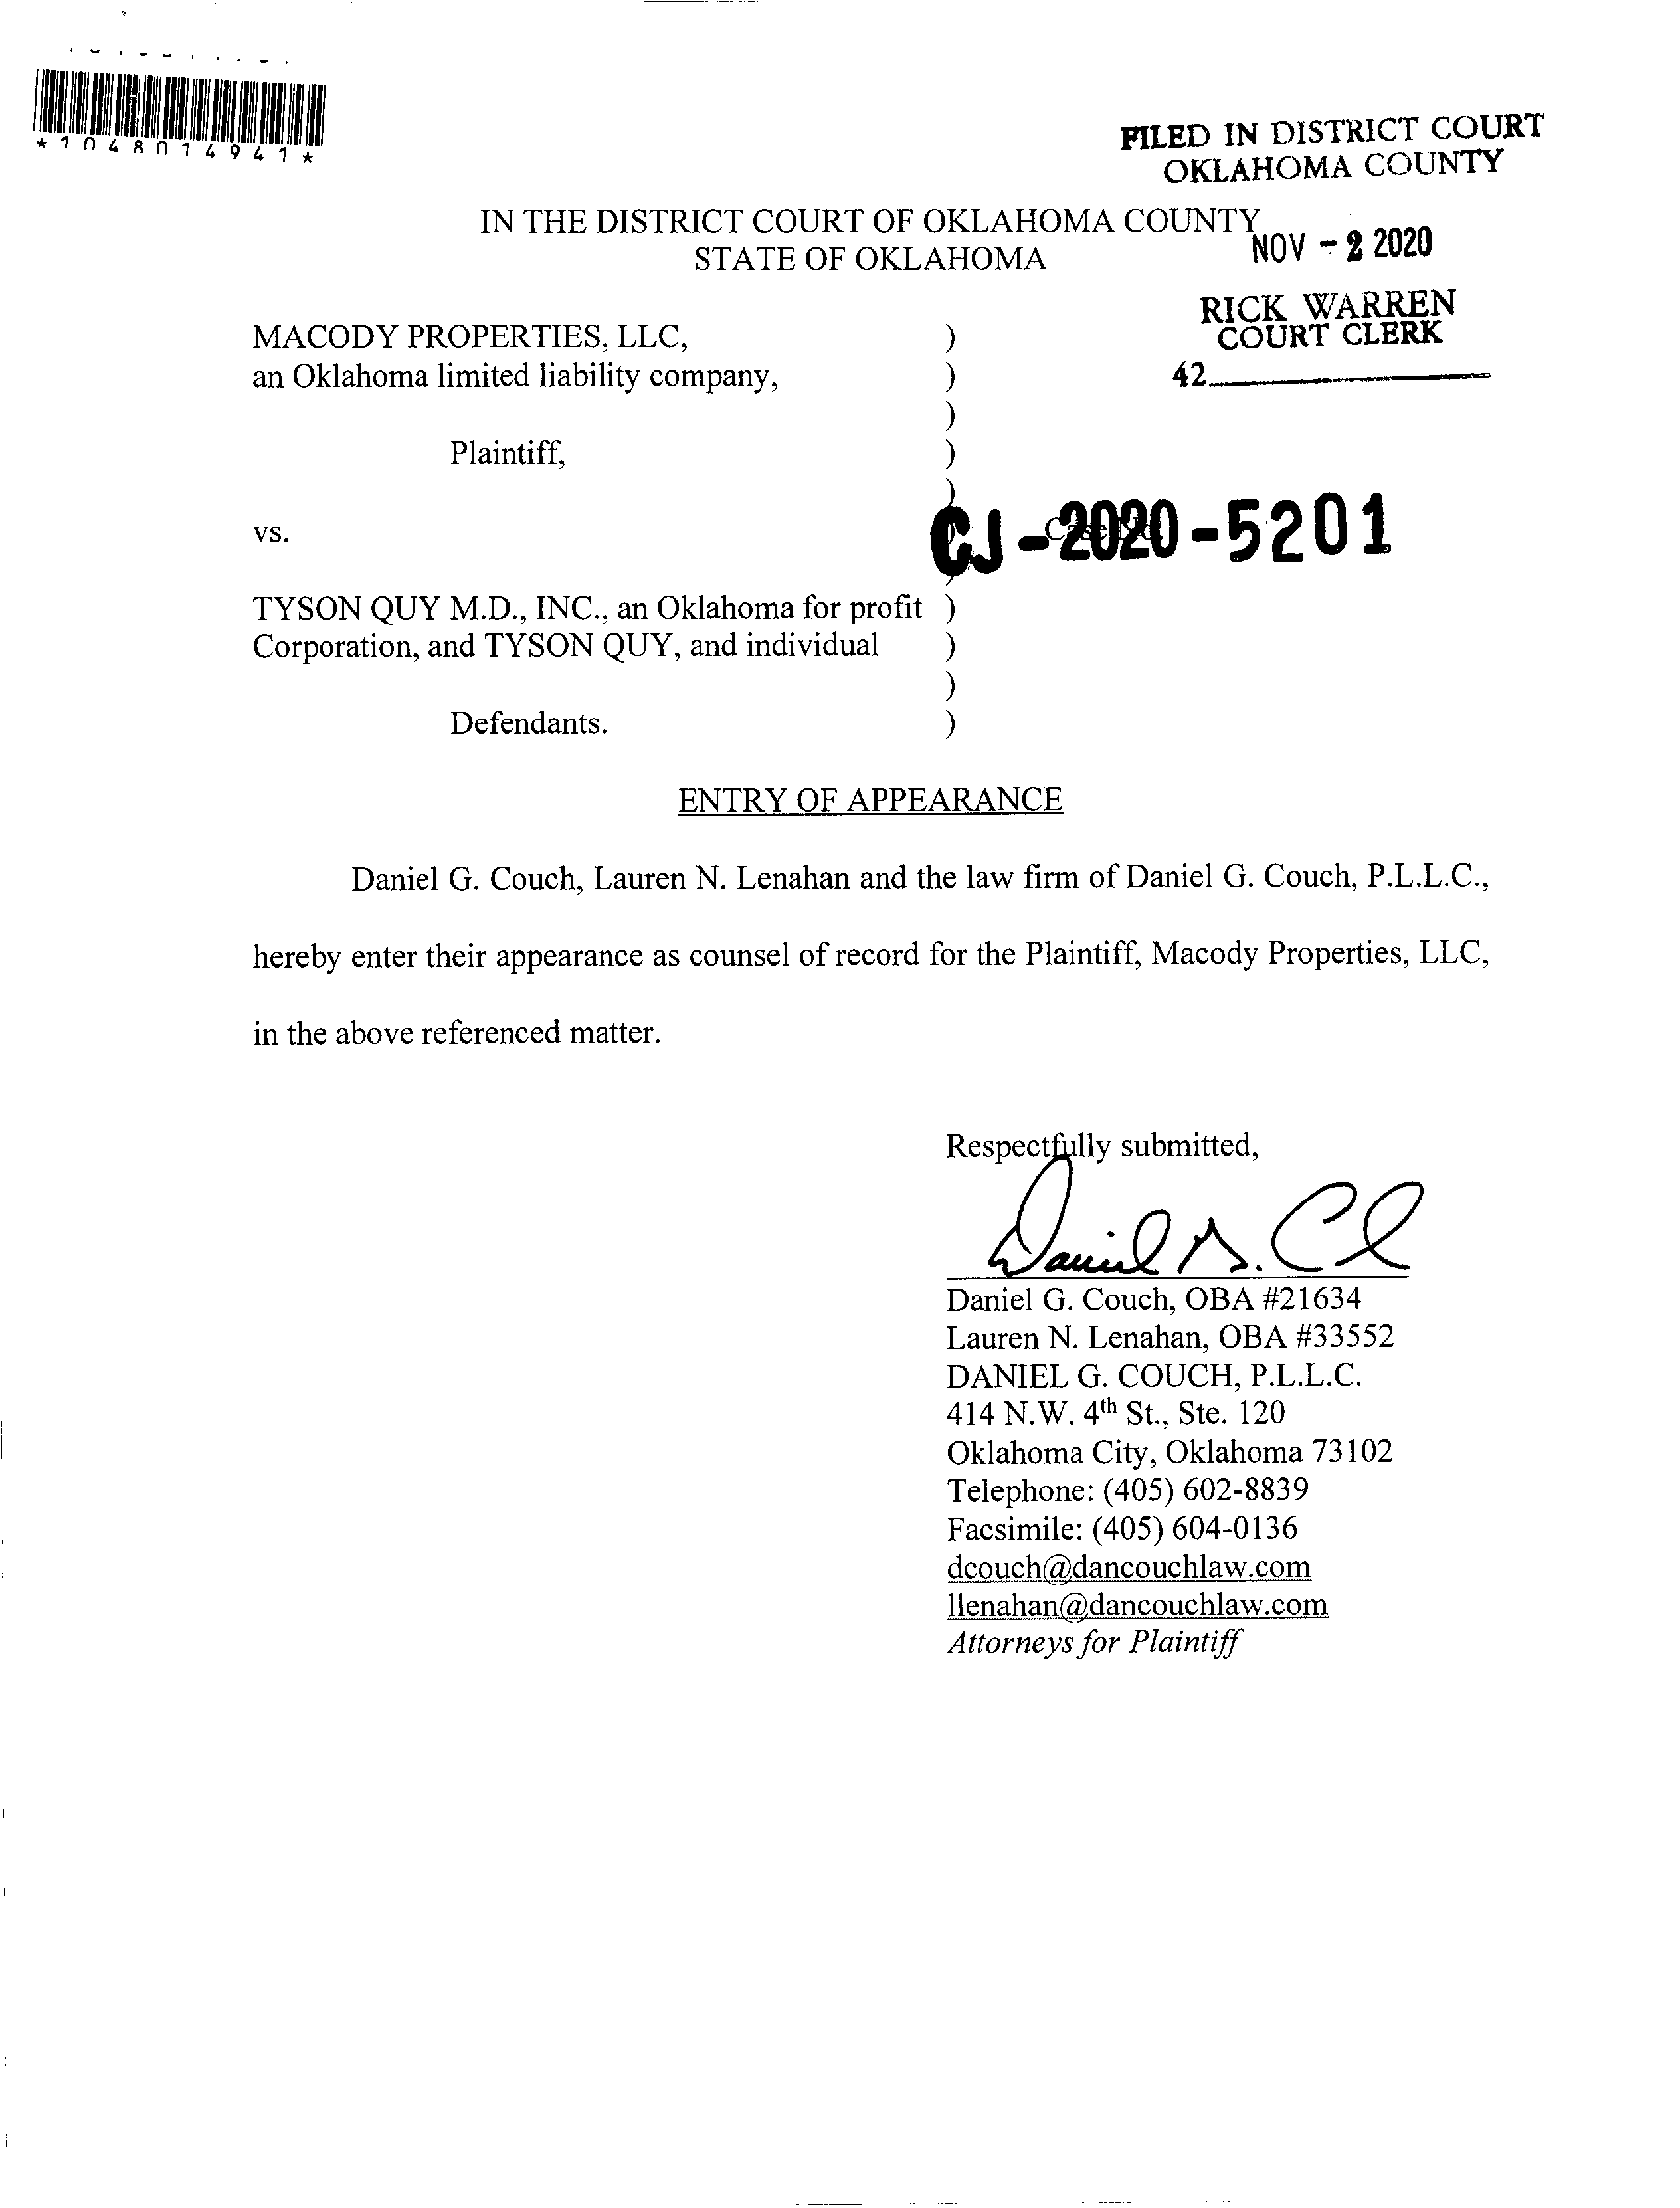 *1048014941*
FILED IN DISTRICT COURT
OKLAHOMA COUNTY
IN THE DISTRICT COURT OF OKLAHOMA COUNTY
STATE OF OKLAHOMA
NOV - 2 2020
RICK WARREN
COURT CLERK
42
MACODY PROPERTIES, LLC, )
an Oklahoma limited liability company, )
)
Plaintiff, )
)
vs. CJ-2020-5201
)
TYSON QUY M.D., INC., an Oklahoma for profit )
Corporation, and TYSON QUY, and individual )
)
Defendants. )
ENTRY OF APPEARANCE
Daniel G. Couch, Lauren N. Lenahan and the law firm of Daniel G. Couch, P.L.L.C.,
hereby enter their appearance as counsel of record for the Plaintiff, Macody Properties, LLC,
in the above referenced matter.
Respectfully submitted,
Daniel G. Couch, OBA #21634
Lauren N. Lenahan, OBA #33552
DANIEL G. COUCH, P.L.L.C.
414 N.W. 4th St., Ste. 120
Oklahoma City, Oklahoma 73102
Telephone: (405) 602-8839
Facsimile: (405) 604-0136
dcouch@dancouchlaw.com
llenahan@dancouchlaw.com
Attorneys for Plaintiff